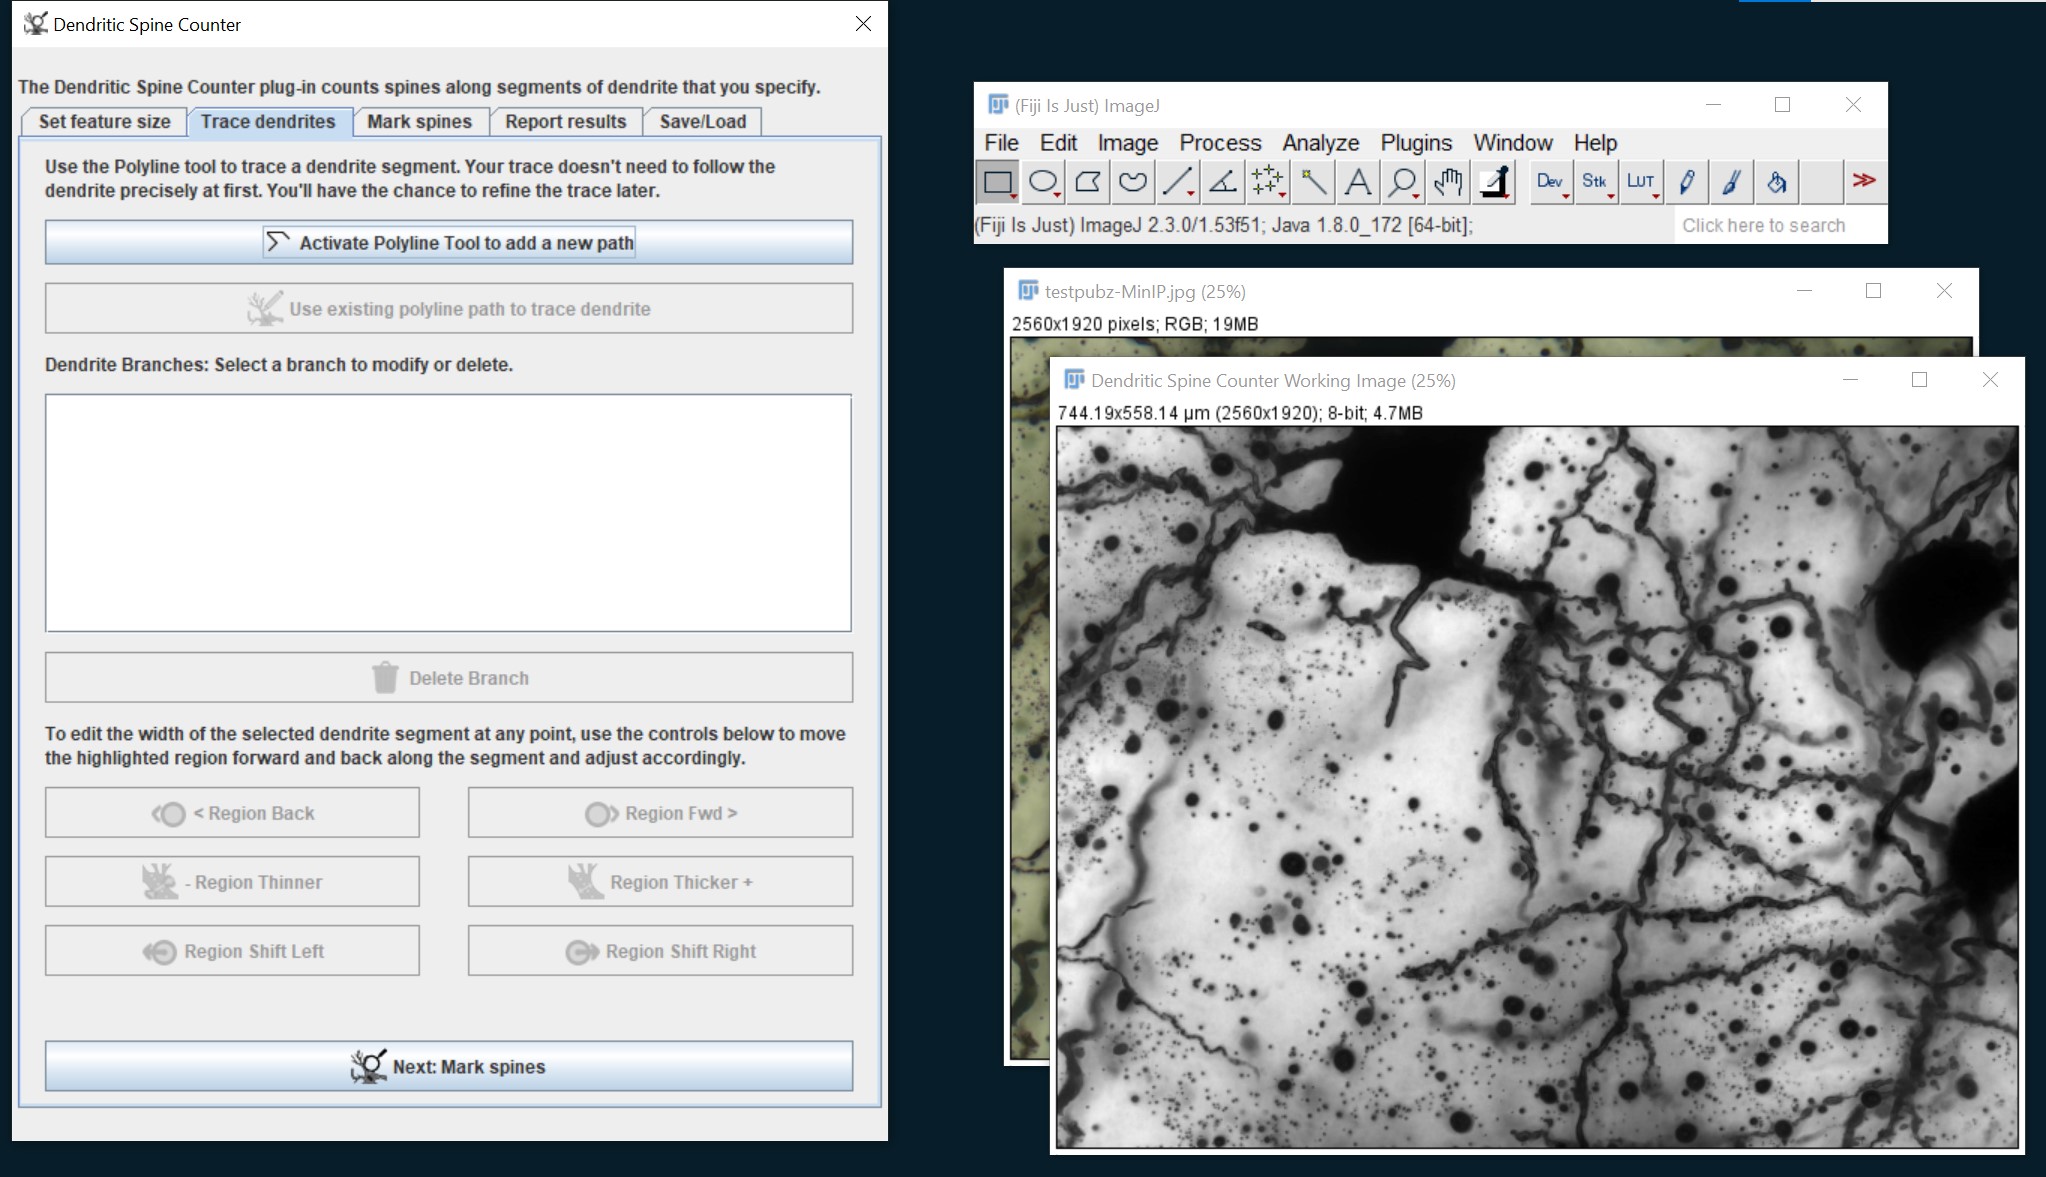 Dendritic Spine Counter
The Dendritic Spine Counter plug-in counts spines along segments of dendrite that you specify.
Set feature size
Trace dendrites
Mark spines
Report results
Save/Load
Use the Polyline tool to trace a dendrite segment. Your trace doesn't need to follow the
dendrite precisely at first. You'll have the chance to refine the trace later.
Activate Polyline Tool to add a new path
Use existing polyline path to trace dendrite
Dendrite Branches: Select a branch to modify or delete.
Delete Branch
To edit the width of the selected dendrite segment at any point, use the controls below to move
the highlighted region forward and back along the segment and adjust accordingly.
< Region Back
Region Fwd >
- Region Thinner
Region Thicker +
Region Shift Left
Region Shift Right
Next: Mark spines
(Fiji Is Just) ImageJ
File Edit Image Process Analyze Plugins Window Help
Dev Stk LUT >>
(Fiji Is Just) ImageJ 2.3.0/1.53f51; Java 1.8.0_172 [64-bit];
Click here to search
testpubz-MinIP.jpg (25%)
2560x1920 pixels; RGB; 19MB
Dendritic Spine Counter Working Image (25%)
744.19x558.14 µm (2560x1920); 8-bit; 4.7MB